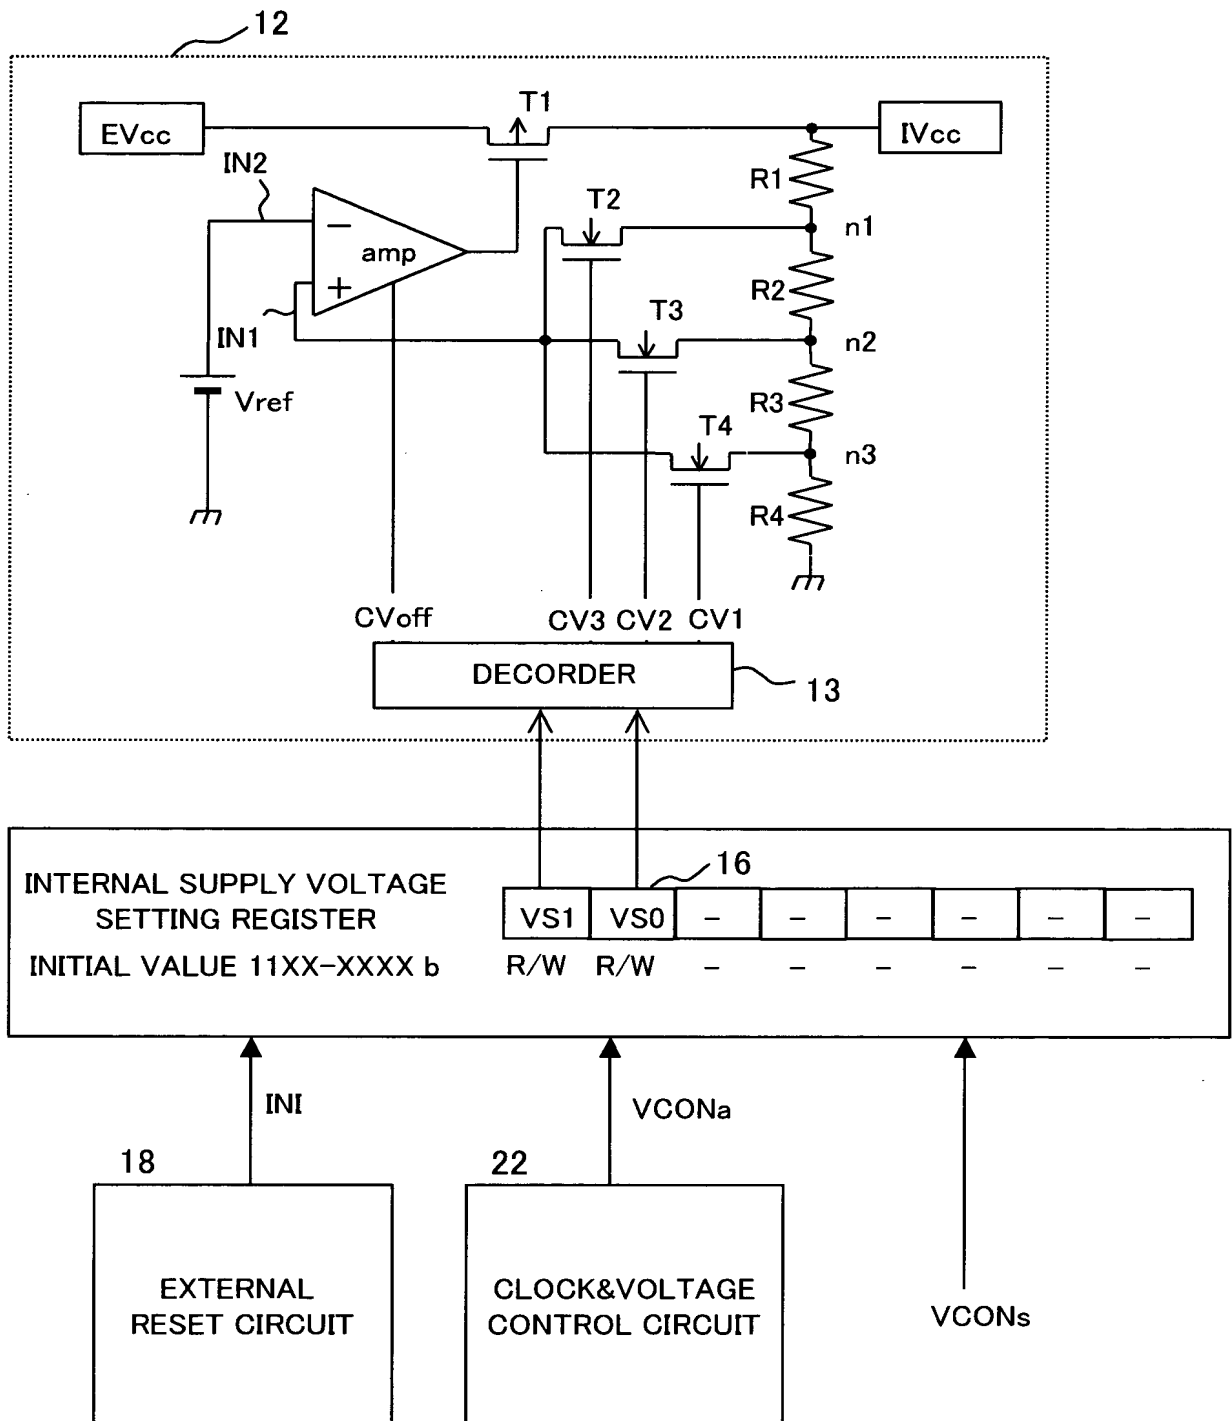 12
EVcc
T1
IVcc
IN2
R1
T2
n1
−
amp
+
R2
IN1
T3
n2
Vref
R3
T4
n3
R4
CVoff
CV3
CV2
CV1
DECORDER
13
16
INTERNAL SUPPLY VOLTAGE
SETTING REGISTER
VS1 VS0 − − − − − −
INITIAL VALUE 11XX−XXXX b
R/W R/W − − − − − −
INI
VCONa
18
22
EXTERNAL
RESET CIRCUIT
CLOCK&VOLTAGE
CONTROL CIRCUIT
VCONs